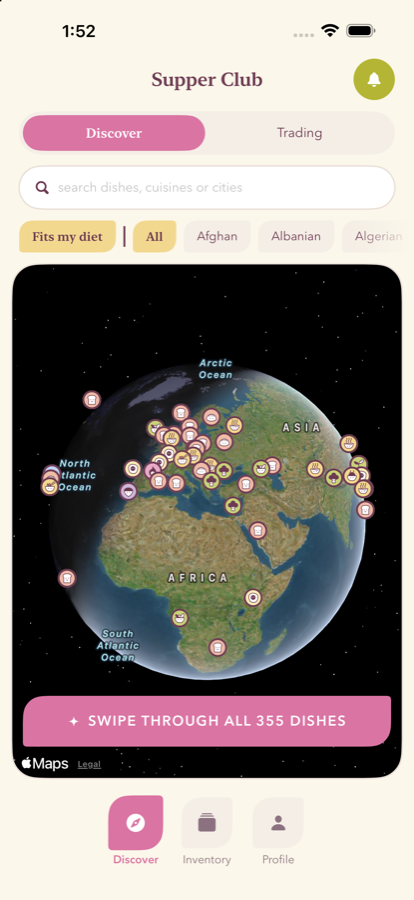 1:52
Supper Club
Discover
Trading
search dishes, cuisines or cities
Fits my diet
All
Afghan
Albanian
Algerian
Arctic
Ocean
ASIA
North
Atlantic
Ocean
AFRICA
South
Atlantic
Ocean
SWIPE THROUGH ALL 355 DISHES
Maps
Legal
Discover
Inventory
Profile